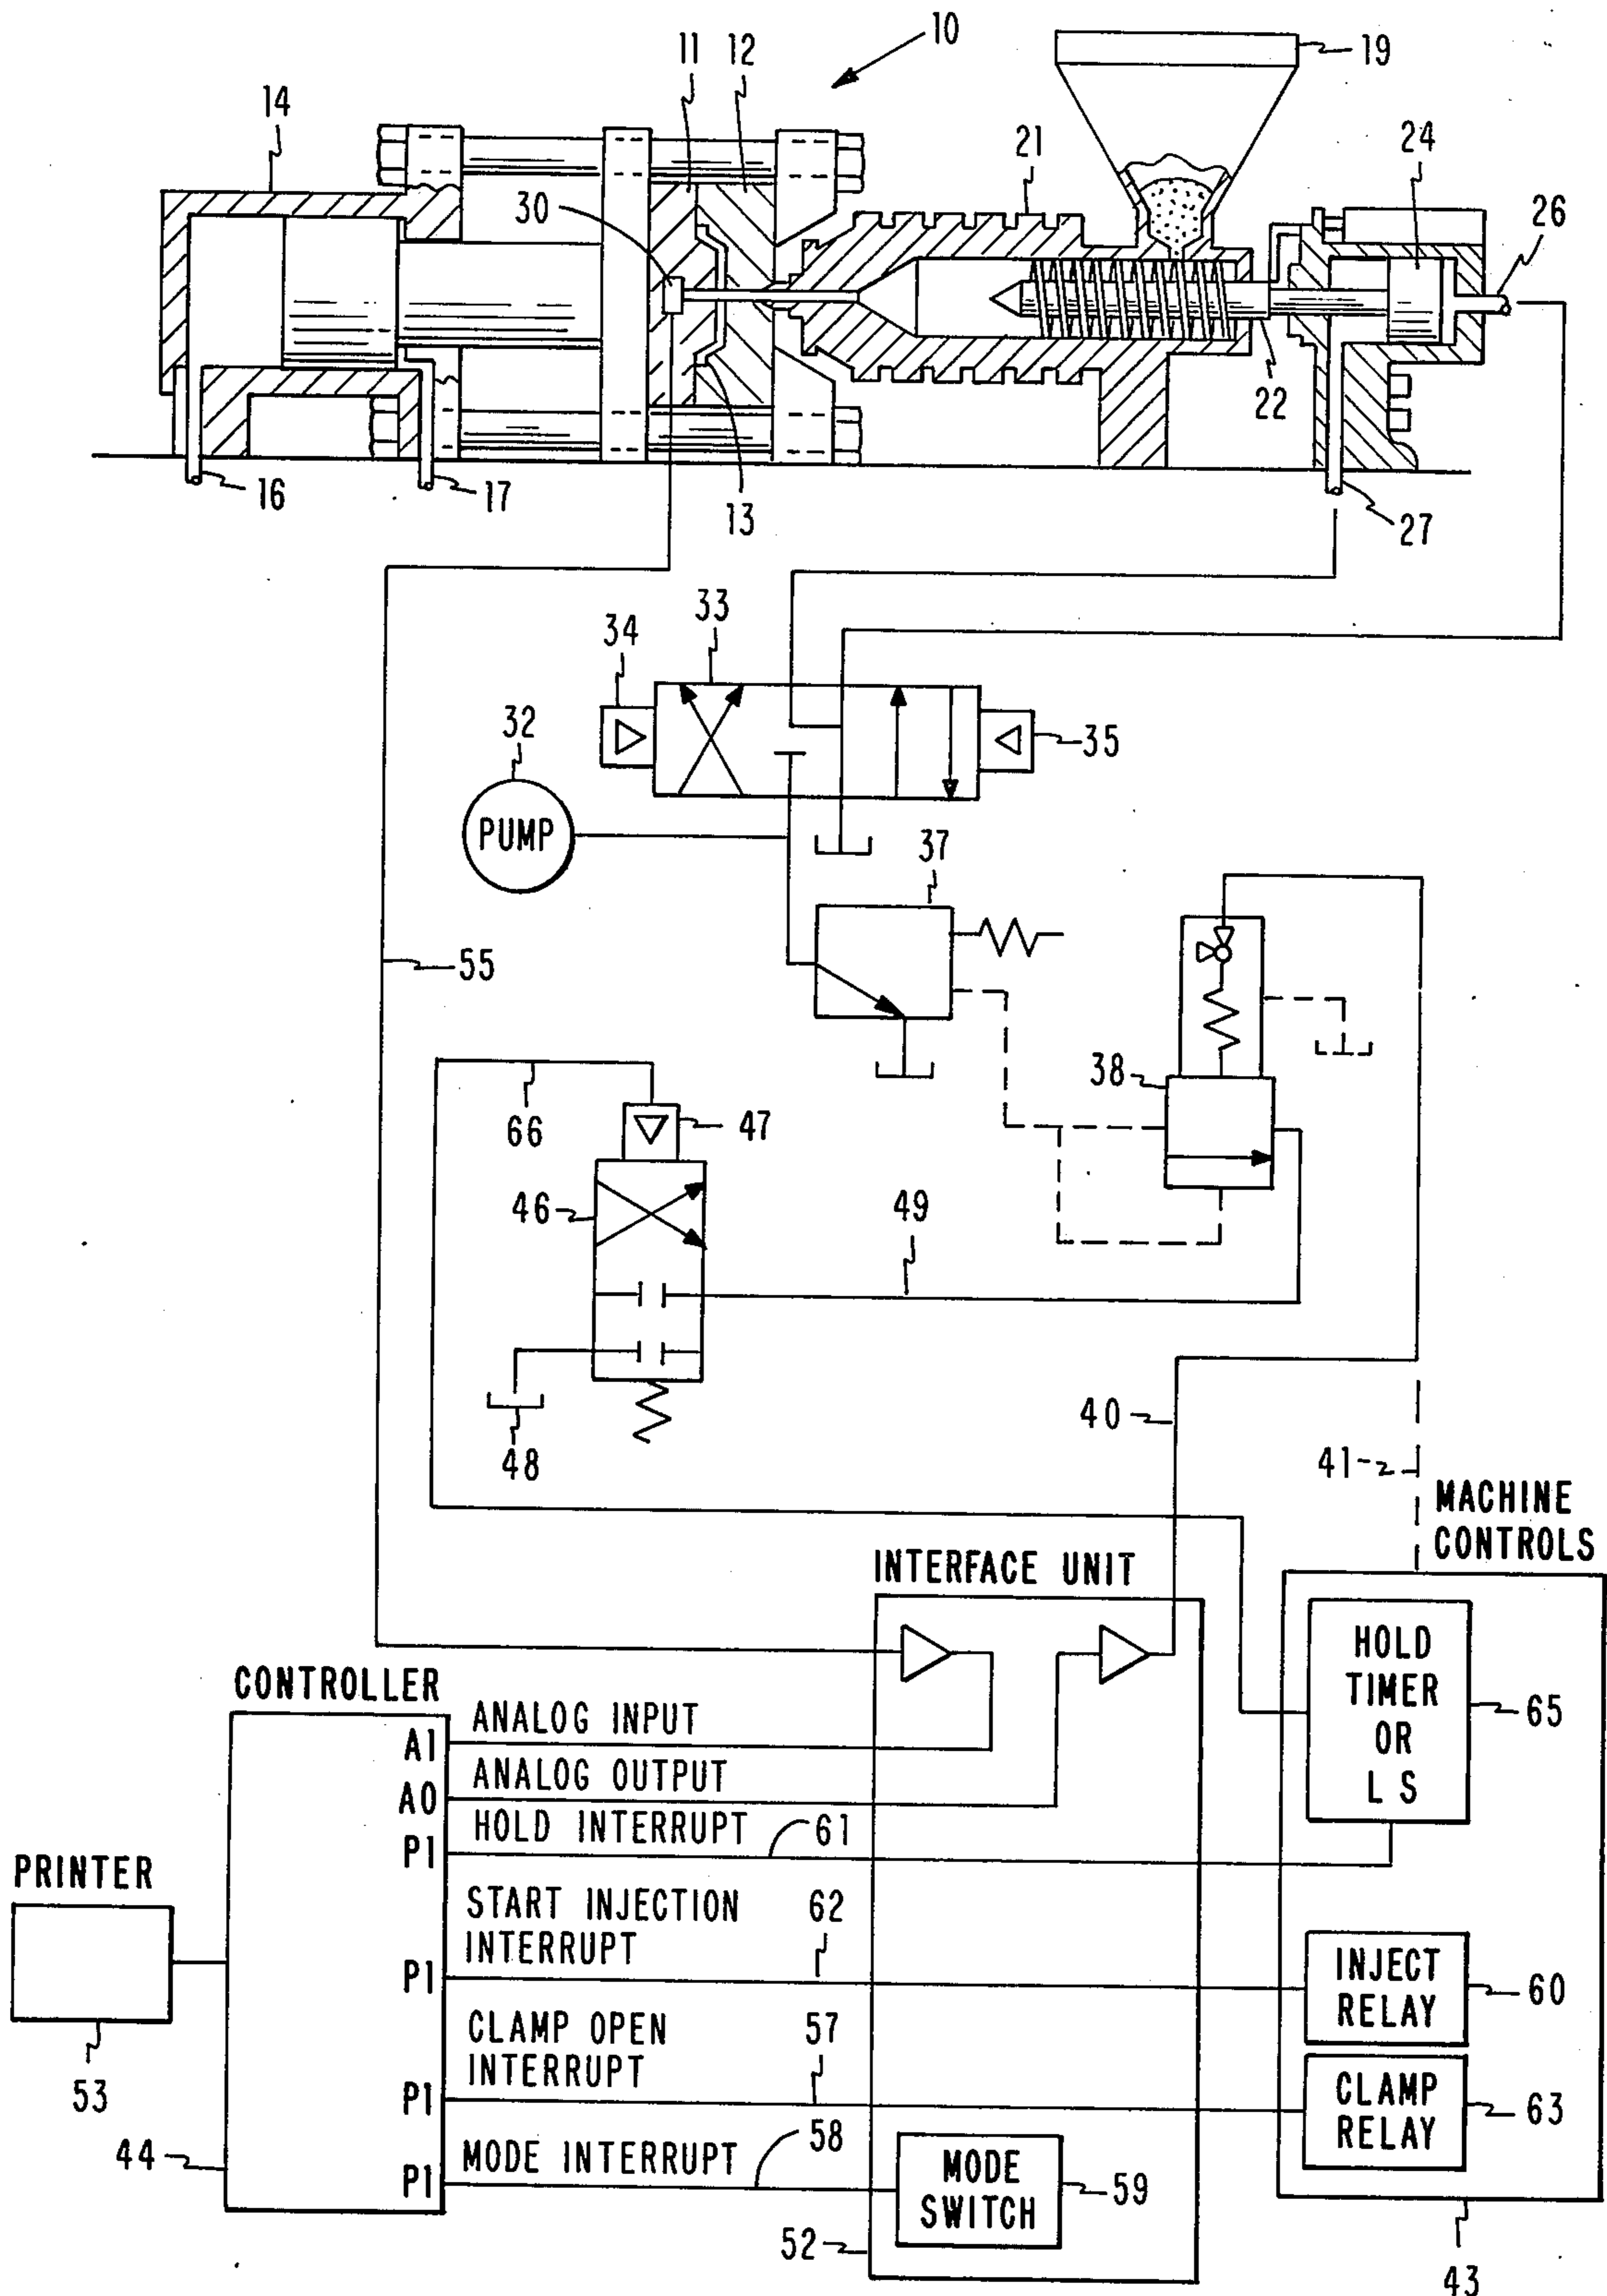 10
11 12
19
14
21
24
30
26
22
16
17
13
27
33
34
32
35
PUMP
37
55
38
66
47
46
49
40
48
41
MACHINE
CONTROLS
INTERFACE UNIT
HOLD
TIMER
OR
L S
65
CONTROLLER
A1 ANALOG INPUT
A0 ANALOG OUTPUT
P1 HOLD INTERRUPT 61
PRINTER
START INJECTION
INTERRUPT
62
P1
INJECT
RELAY
60
CLAMP OPEN
INTERRUPT
57
53
P1
CLAMP
RELAY
63
44
MODE INTERRUPT 58
P1
MODE
SWITCH
59
52
43